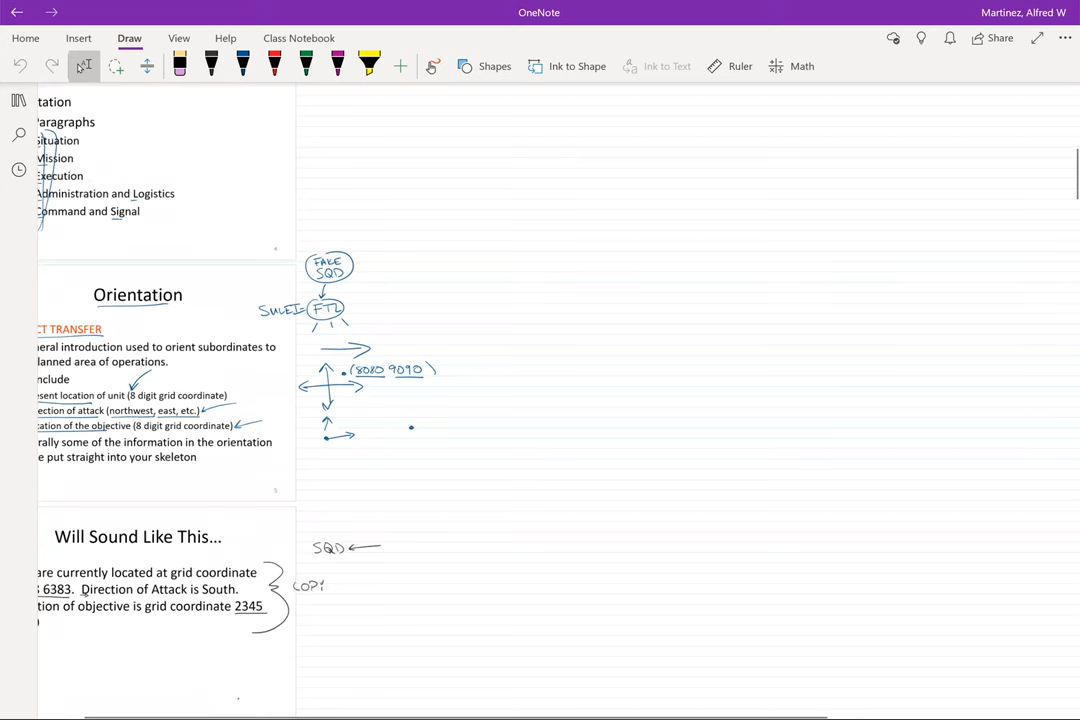 OneNote
Martinez, Alfred W
Home Insert Draw View Help Class Notebook Share
Shapes Ink to Shape Ink to Text Ruler Math
tation
Paragraphs
Situation
Mission
Execution
Administration and Logistics
Command and Signal
4
FAKE
SQD
Orientation
FTL
CT TRANSFER
neral introduction used to orient subordinates to
planned area of operations.
nclude
esent location of unit (8 digit grid coordinate)
(8080 9090)
ection of attack (northwest, east, etc.)
cation of the objective (8 digit grid coordinate)
rally some of the information in the orientation
e put straight into your skeleton
5
Will Sound Like This...
SQD
are currently located at grid coordinate
6383. Direction of Attack is South.
COPY
tion of objective is grid coordinate 2345